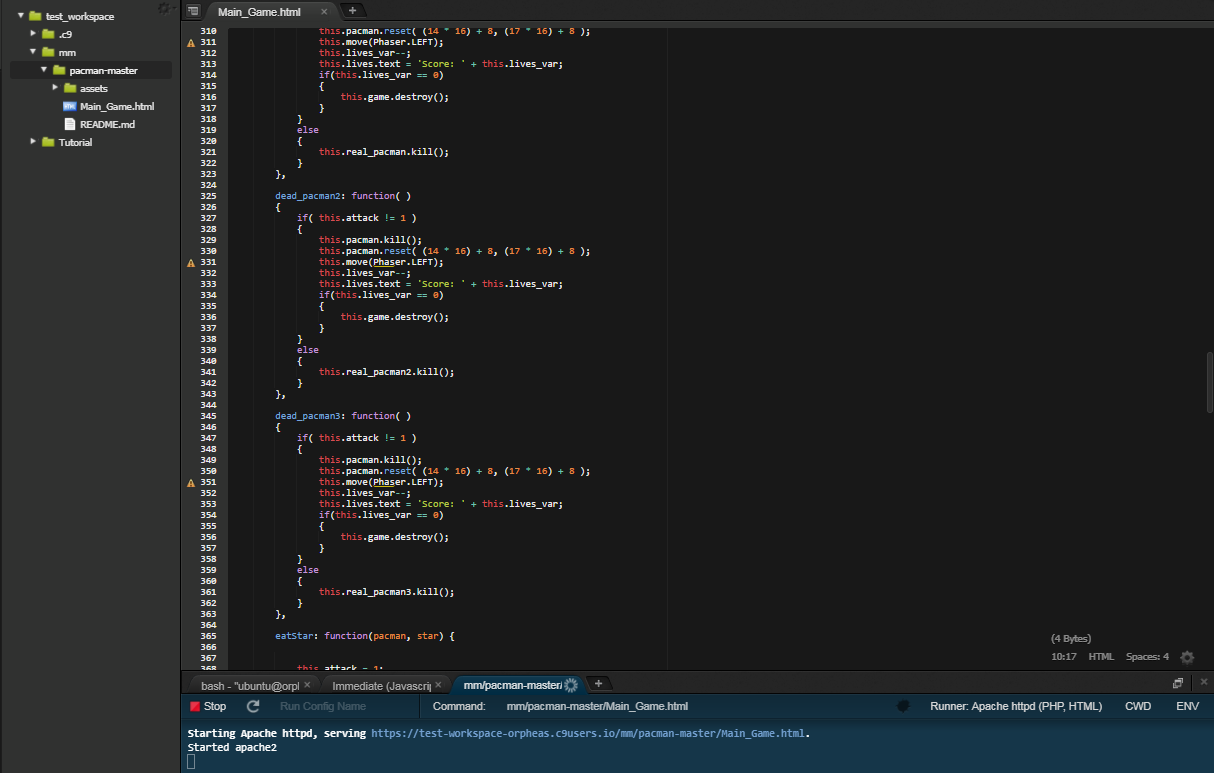 test_workspace
.c9
mm
pacman-master
assets
Main_Game.html
README.md
Tutorial
Main_Game.html × +
310 this.pacman.reset( (14 * 16) + 8, (17 * 16) + 8 );
311 this.move(Phaser.LEFT);
312 this.lives_var--;
313 this.lives.text = 'Score: ' + this.lives_var;
314 if(this.lives_var == 0)
315 {
316 this.game.destroy();
317 }
318 }
319 else
320 {
321 this.real_pacman.kill();
322 }
323 },
324
325 dead_pacman2: function( )
326 {
327 if( this.attack != 1 )
328 {
329 this.pacman.kill();
330 this.pacman.reset( (14 * 16) + 8, (17 * 16) + 8 );
331 this.move(Phaser.LEFT);
332 this.lives_var--;
333 this.lives.text = 'Score: ' + this.lives_var;
334 if(this.lives_var == 0)
335 {
336 this.game.destroy();
337 }
338 }
339 else
340 {
341 this.real_pacman2.kill();
342 }
343 },
344
345 dead_pacman3: function( )
346 {
347 if( this.attack != 1 )
348 {
349 this.pacman.kill();
350 this.pacman.reset( (14 * 16) + 8, (17 * 16) + 8 );
351 this.move(Phaser.LEFT);
352 this.lives_var--;
353 this.lives.text = 'Score: ' + this.lives_var;
354 if(this.lives_var == 0)
355 {
356 this.game.destroy();
357 }
358 }
359 else
360 {
361 this.real_pacman3.kill();
362 }
363 },
364
365 eatStar: function(pacman, star) {
366
367
368 this.attack = 1;
(4 Bytes)
10:17 HTML Spaces: 4
bash - "ubuntu@orpl × Immediate (Javascrip × mm/pacman-master/ +
Stop Run Config Name Command: mm/pacman-master/Main_Game.html Runner: Apache httpd (PHP, HTML) CWD ENV
Starting Apache httpd, serving https://test-workspace-orpheas.c9users.io/mm/pacman-master/Main_Game.html.
Started apache2